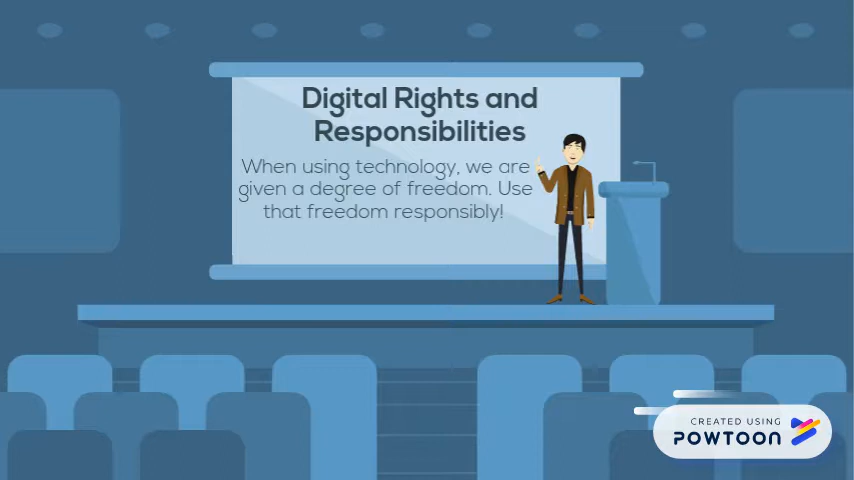 Digital Rights and
Responsibilities
When using technology, we are
given a degree of freedom. Use
that freedom responsibly!
CREATED USING
POWTOON